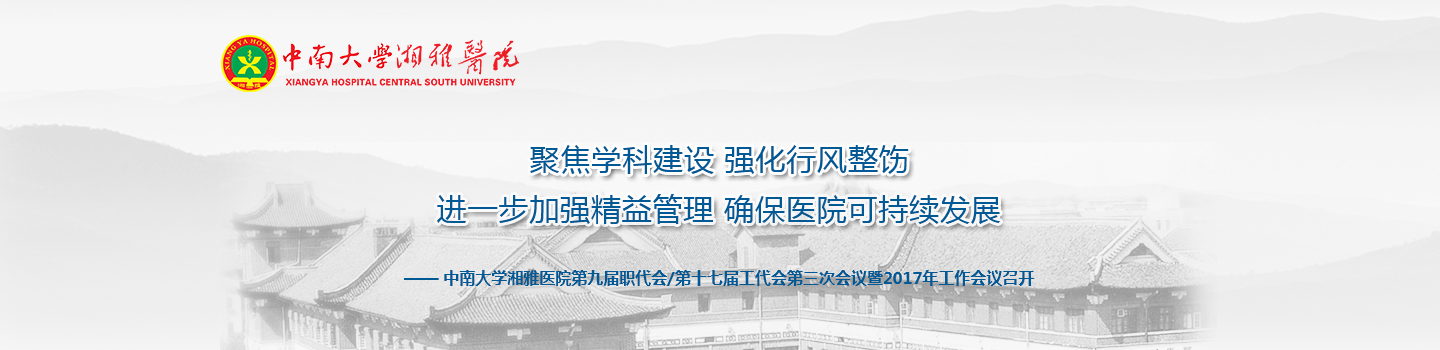 中南大学湘雅醫院
XIANGYA HOSPITAL CENTRAL SOUTH UNIVERSITY
XIANG YA HOSPITAL
聚焦学科建设 强化行风整饬
进一步加强精益管理 确保医院可持续发展
—— 中南大学湘雅医院第九届职代会/第十七届工代会第三次会议暨2017年工作会议召开